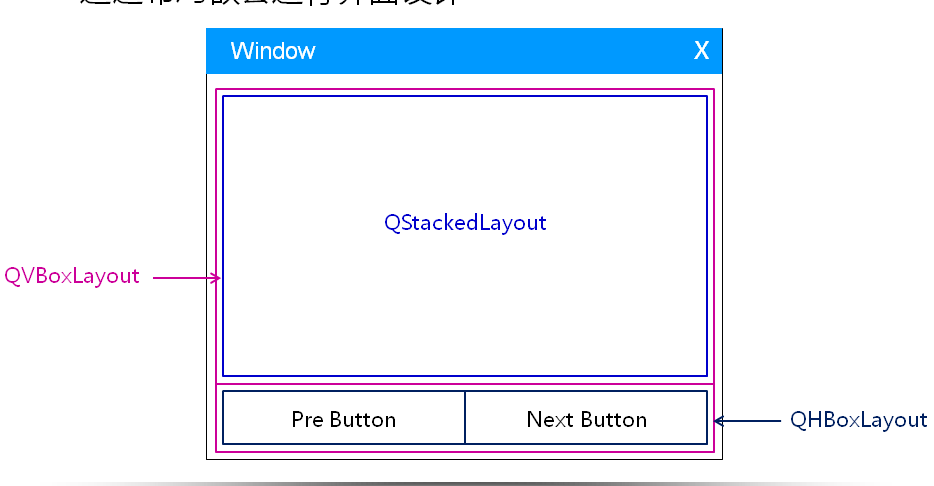 Window X
QStackedLayout
QVBoxLayout
Pre Button Next Button
QHBoxLayout